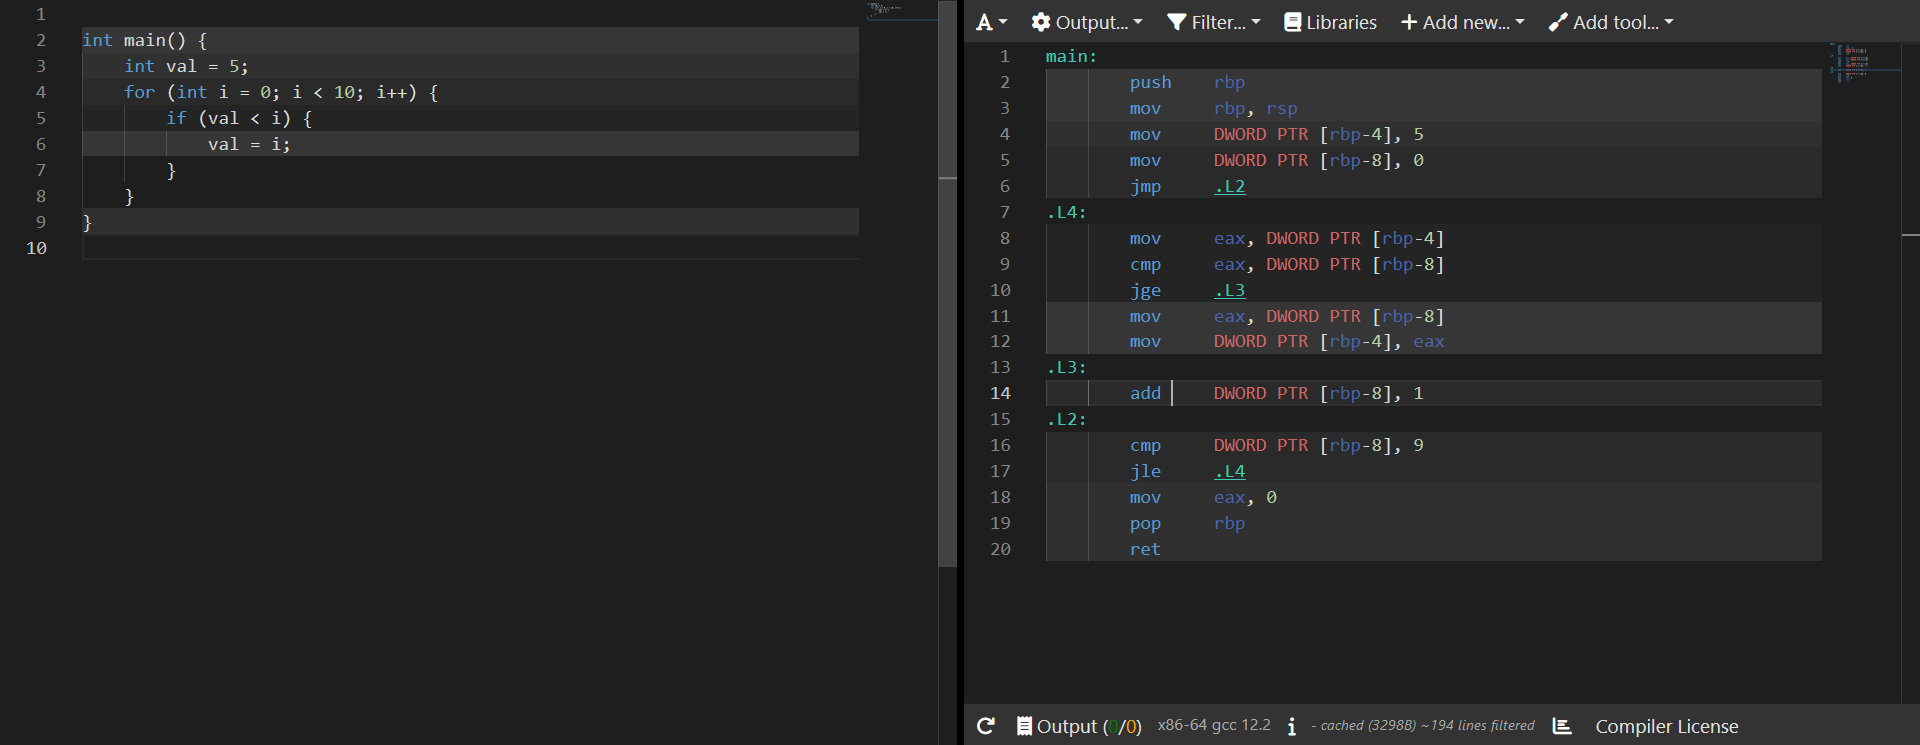 1
2 int main() {
3 int val = 5;
4 for (int i = 0; i < 10; i++) {
5 if (val < i) {
6 val = i;
7 }
8 }
9 }
10
A Output... Filter... Libraries + Add new... Add tool...
1 main:
2 push rbp
3 mov rbp, rsp
4 mov DWORD PTR [rbp-4], 5
5 mov DWORD PTR [rbp-8], 0
6 jmp .L2
7 .L4:
8 mov eax, DWORD PTR [rbp-4]
9 cmp eax, DWORD PTR [rbp-8]
10 jge .L3
11 mov eax, DWORD PTR [rbp-8]
12 mov DWORD PTR [rbp-4], eax
13 .L3:
14 add DWORD PTR [rbp-8], 1
15 .L2:
16 cmp DWORD PTR [rbp-8], 9
17 jle .L4
18 mov eax, 0
19 pop rbp
20 ret
Output (0/0) x86-64 gcc 12.2 i - cached (3298B) ~194 lines filtered Compiler License